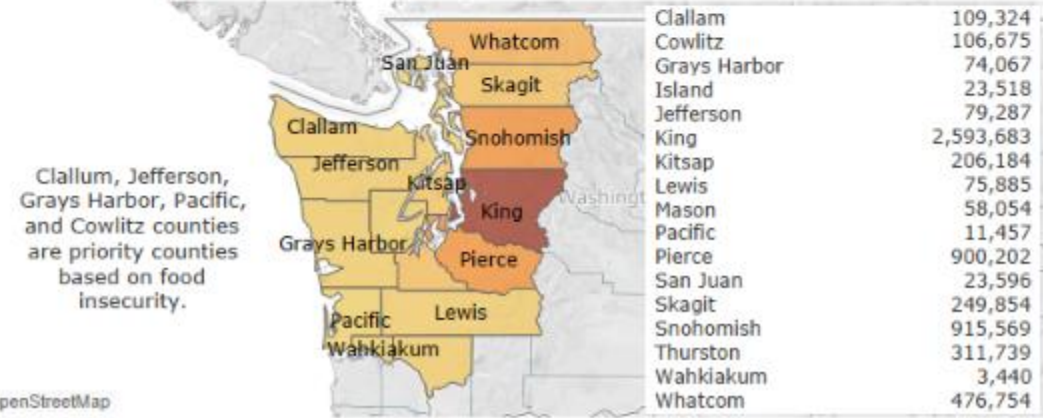 Clallum, Jefferson,
Grays Harbor, Pacific,
and Cowlitz counties
are priority counties
based on food
insecurity.
Whatcom
San Juan
Skagit
Clallam
Snohomish
Jefferson
Kitsap
King
Washingt
Grays Harbor
Pierce
Pacific
Lewis
Wahkiakum
penStreetMap
Clallam 109,324
Cowlitz 106,675
Grays Harbor 74,067
Island 23,518
Jefferson 79,287
King 2,593,683
Kitsap 206,184
Lewis 75,885
Mason 58,054
Pacific 11,457
Pierce 900,202
San Juan 23,596
Skagit 249,854
Snohomish 915,569
Thurston 311,739
Wahkiakum 3,440
Whatcom 476,754